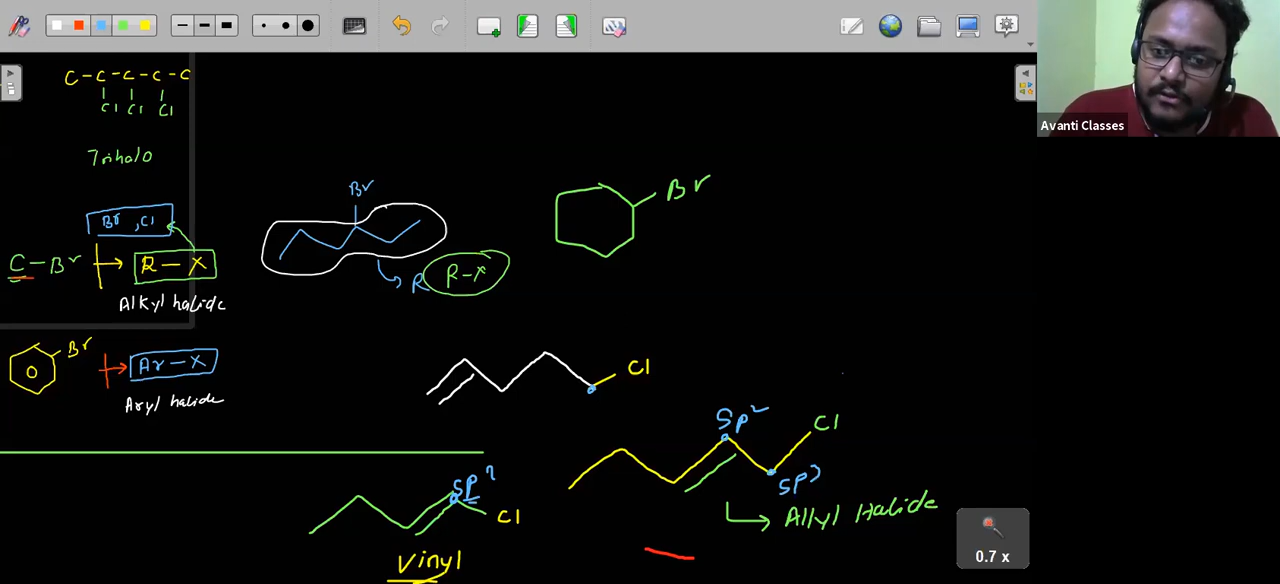 C-C-C-C-C
Cl Cl Cl
Trihalo
Br, Cl
C-Br R-X
Alkyl halide
Br
R R-X
Br
Br
Ar-X
Aryl halide
Cl
Sp2
Cl
Sp3
Allyl Halide
Sp2
Cl
Vinyl
Avanti Classes
0.7 x